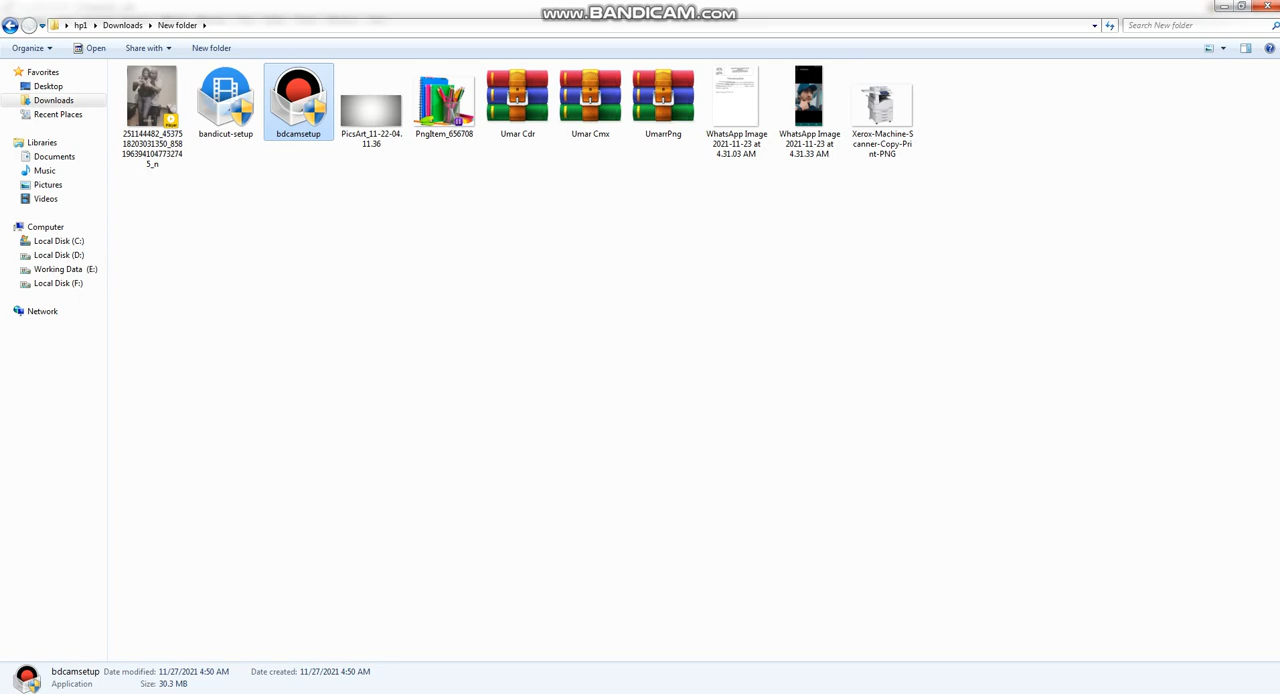 www.BANDICAM.com
hp1 Downloads New folder
Search New folder
Organize Open Share with New folder
Favorites
Desktop
Downloads
Recent Places
Libraries
Documents
Music
Pictures
Videos
Computer
Local Disk (C:)
Local Disk (D:)
Working Data (E:)
Local Disk (F:)
Network
251144482_45375
18203031350_858
196394104773274
5_n
bandicut-setup
bdcamsetup
PicsArt_11-22-04.
11.36
PngItem_656708
Umar Cdr
Umar Cmx
UmarrPng
WhatsApp Image
2021-11-23 at
4.31.03 AM
WhatsApp Image
2021-11-23 at
4.31.33 AM
Xerox-Machine-S
canner-Copy-Pri
nt-PNG
bdcamsetup Date modified: 11/27/2021 4:50 AM Date created: 11/27/2021 4:50 AM
Application Size: 30.3 MB